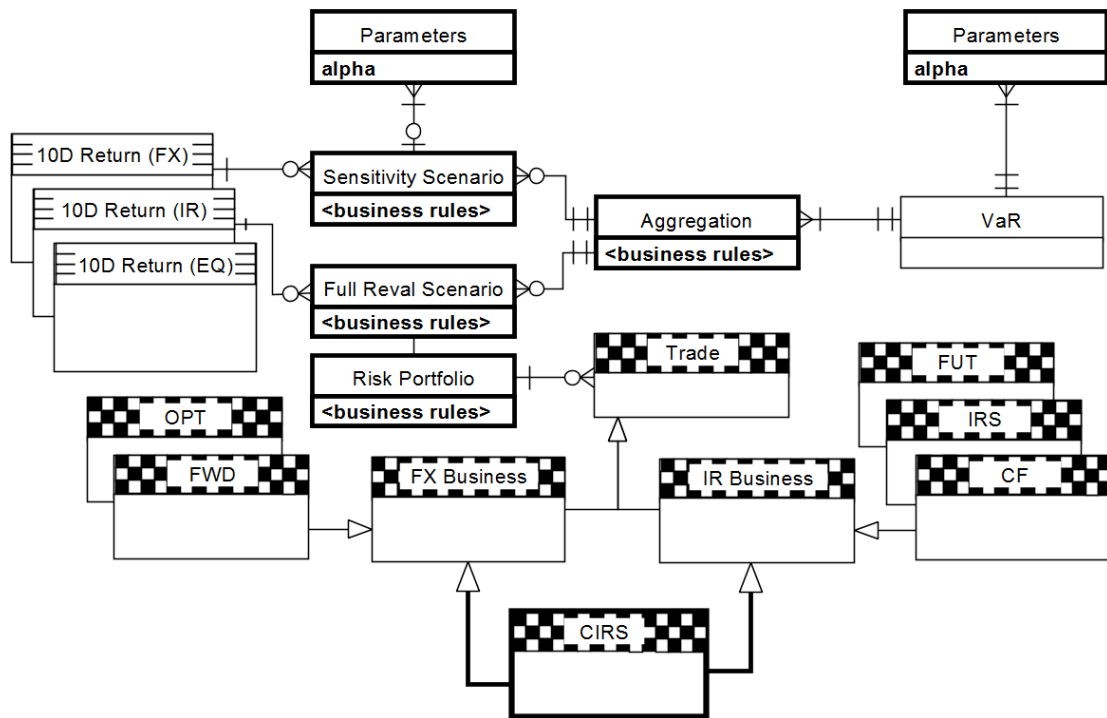 Parameters
alpha
Parameters
alpha
10D Return (FX)
Sensitivity Scenario
<business rules>
10D Return (IR)
Aggregation
<business rules>
VaR
10D Return (EQ)
Full Reval Scenario
<business rules>
Trade
FUT
Risk Portfolio
<business rules>
OPT
IRS
FWD
FX Business
IR Business
CF
CIRS